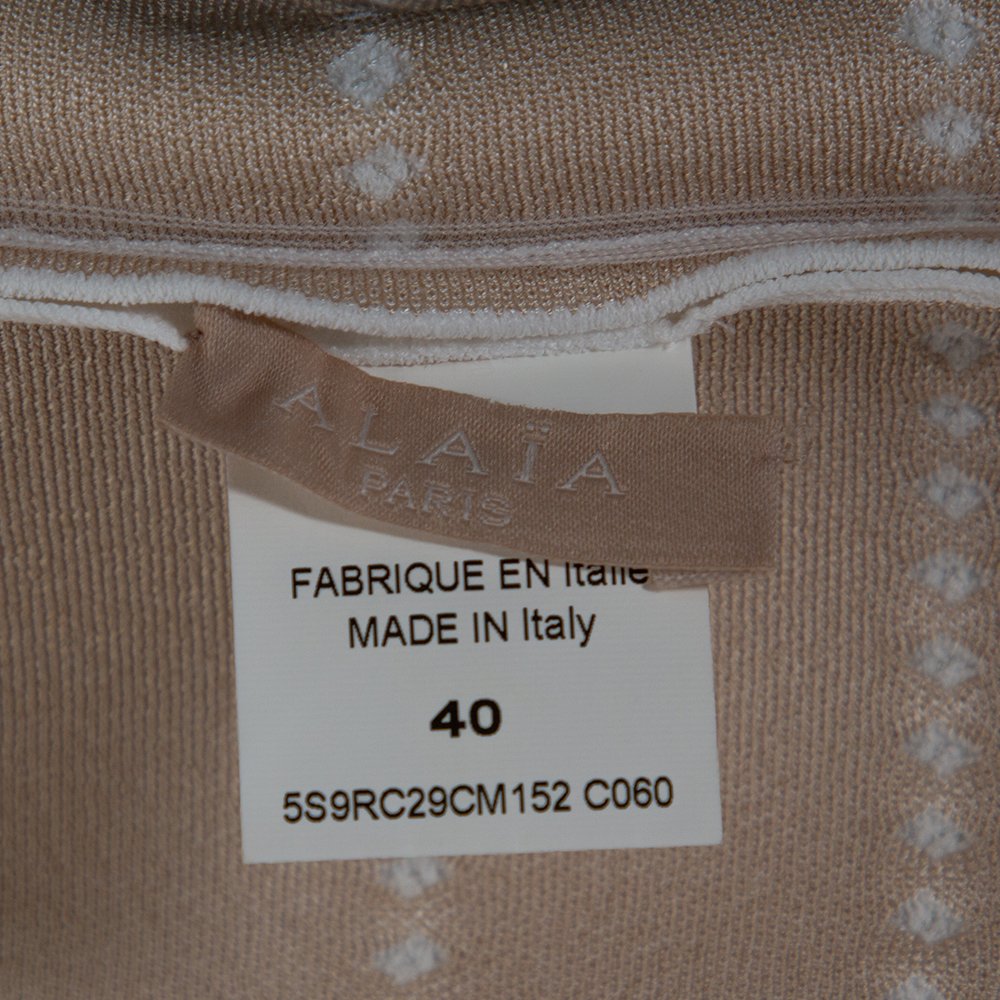 ALAÏA
PARIS
FABRIQUE EN Italie
MADE IN Italy
40
5S9RC29CM152 C060